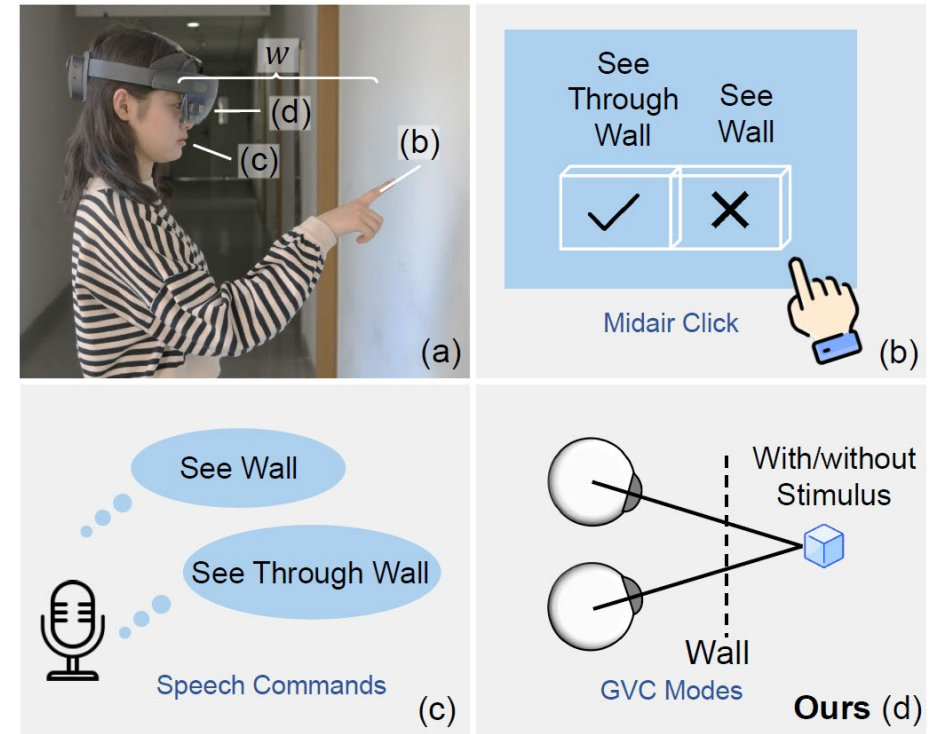 w
(d)
(c)
(b)
(a)
See
Through
Wall
See
Wall
Midair Click
(b)
See Wall
See Through Wall
Speech Commands
(c)
With/without
Stimulus
Wall
GVC Modes
Ours (d)